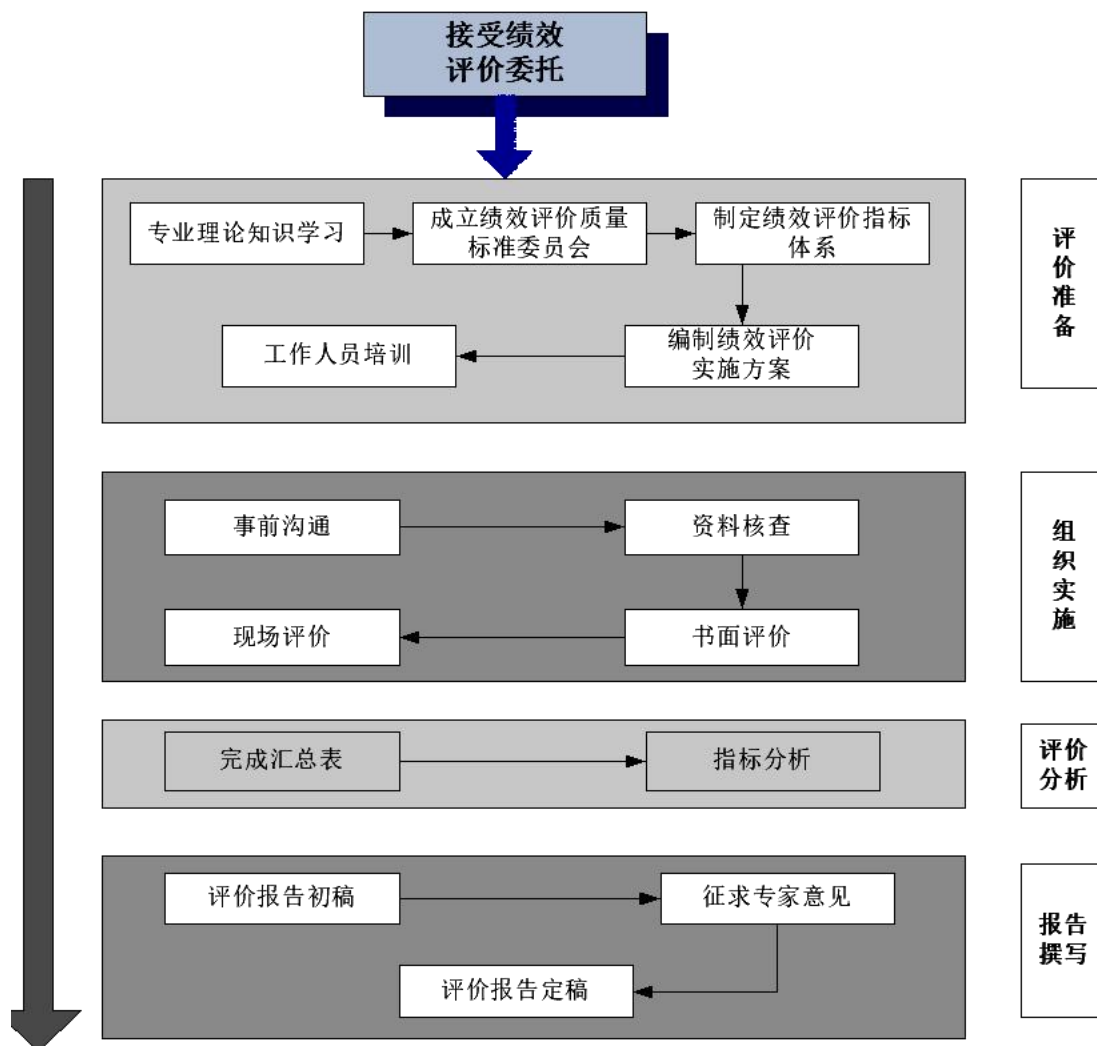 接受绩效
评价委托
专业理论知识学习
成立绩效评价质量
标准委员会
制定绩效评价指标
体系
编制绩效评价
实施方案
工作人员培训
评
价
准
备
事前沟通
资料核查
书面评价
现场评价
组
织
实
施
完成汇总表
指标分析
评价
分析
评价报告初稿
征求专家意见
评价报告定稿
报告
撰写